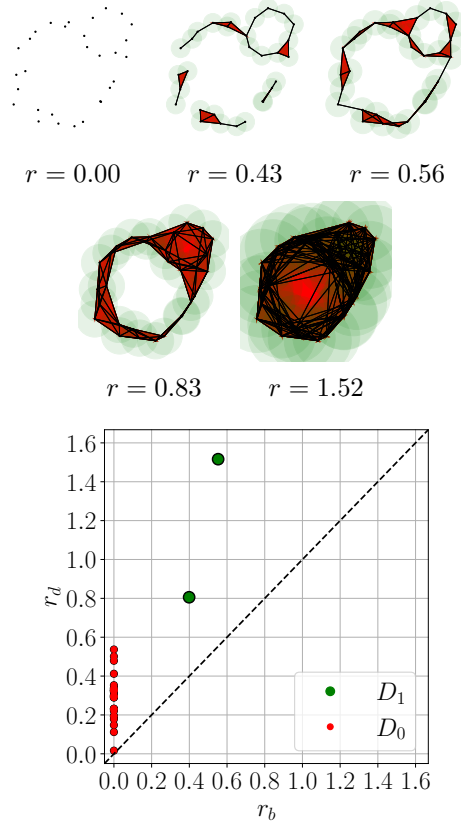 r = 0.00
r = 0.43
r = 0.56
r = 0.83
r = 1.52
1.6
1.4
1.2
1.0
0.8
0.6
0.4
0.2
0.0
r_d
D_1
D_0
0.0 0.2 0.4 0.6 0.8 1.0 1.2 1.4 1.6
r_b